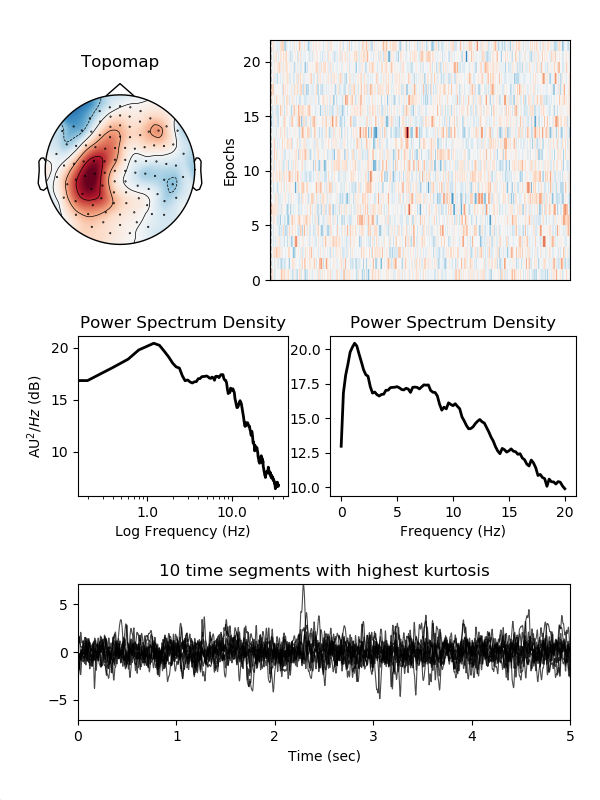 Topomap
20
15
10
5
0
Epochs
Power Spectrum Density
20
15
10
AU²/Hz (dB)
1.0 10.0
Log Frequency (Hz)
Power Spectrum Density
20.0
17.5
15.0
12.5
10.0
0 5 10 15 20
Frequency (Hz)
10 time segments with highest kurtosis
5
0
−5
0 1 2 3 4 5
Time (sec)